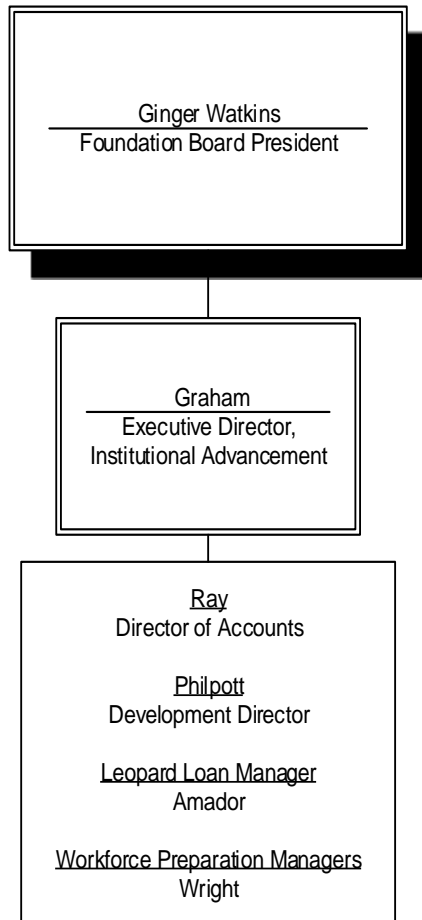 Ginger Watkins
Foundation Board President
Graham
Executive Director,
Institutional Advancement
Ray
Director of Accounts
Philpott
Development Director
Leopard Loan Manager
Amador
Workforce Preparation Managers
Wright